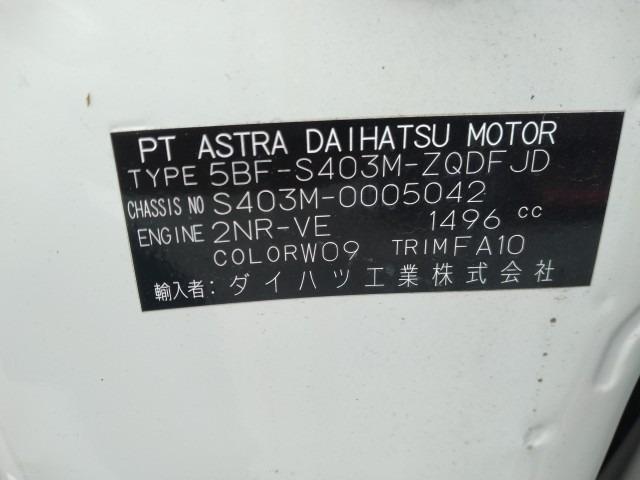 PT ASTRA DAIHATSU MOTOR
TYPE 5BF-S403M-ZQDFJD
CHASSIS NO S403M-0005042
ENGINE 2NR-VE 1496 cc
COLOR W09 TRIM FA10
輸入者: ダイハツ工業株式会社